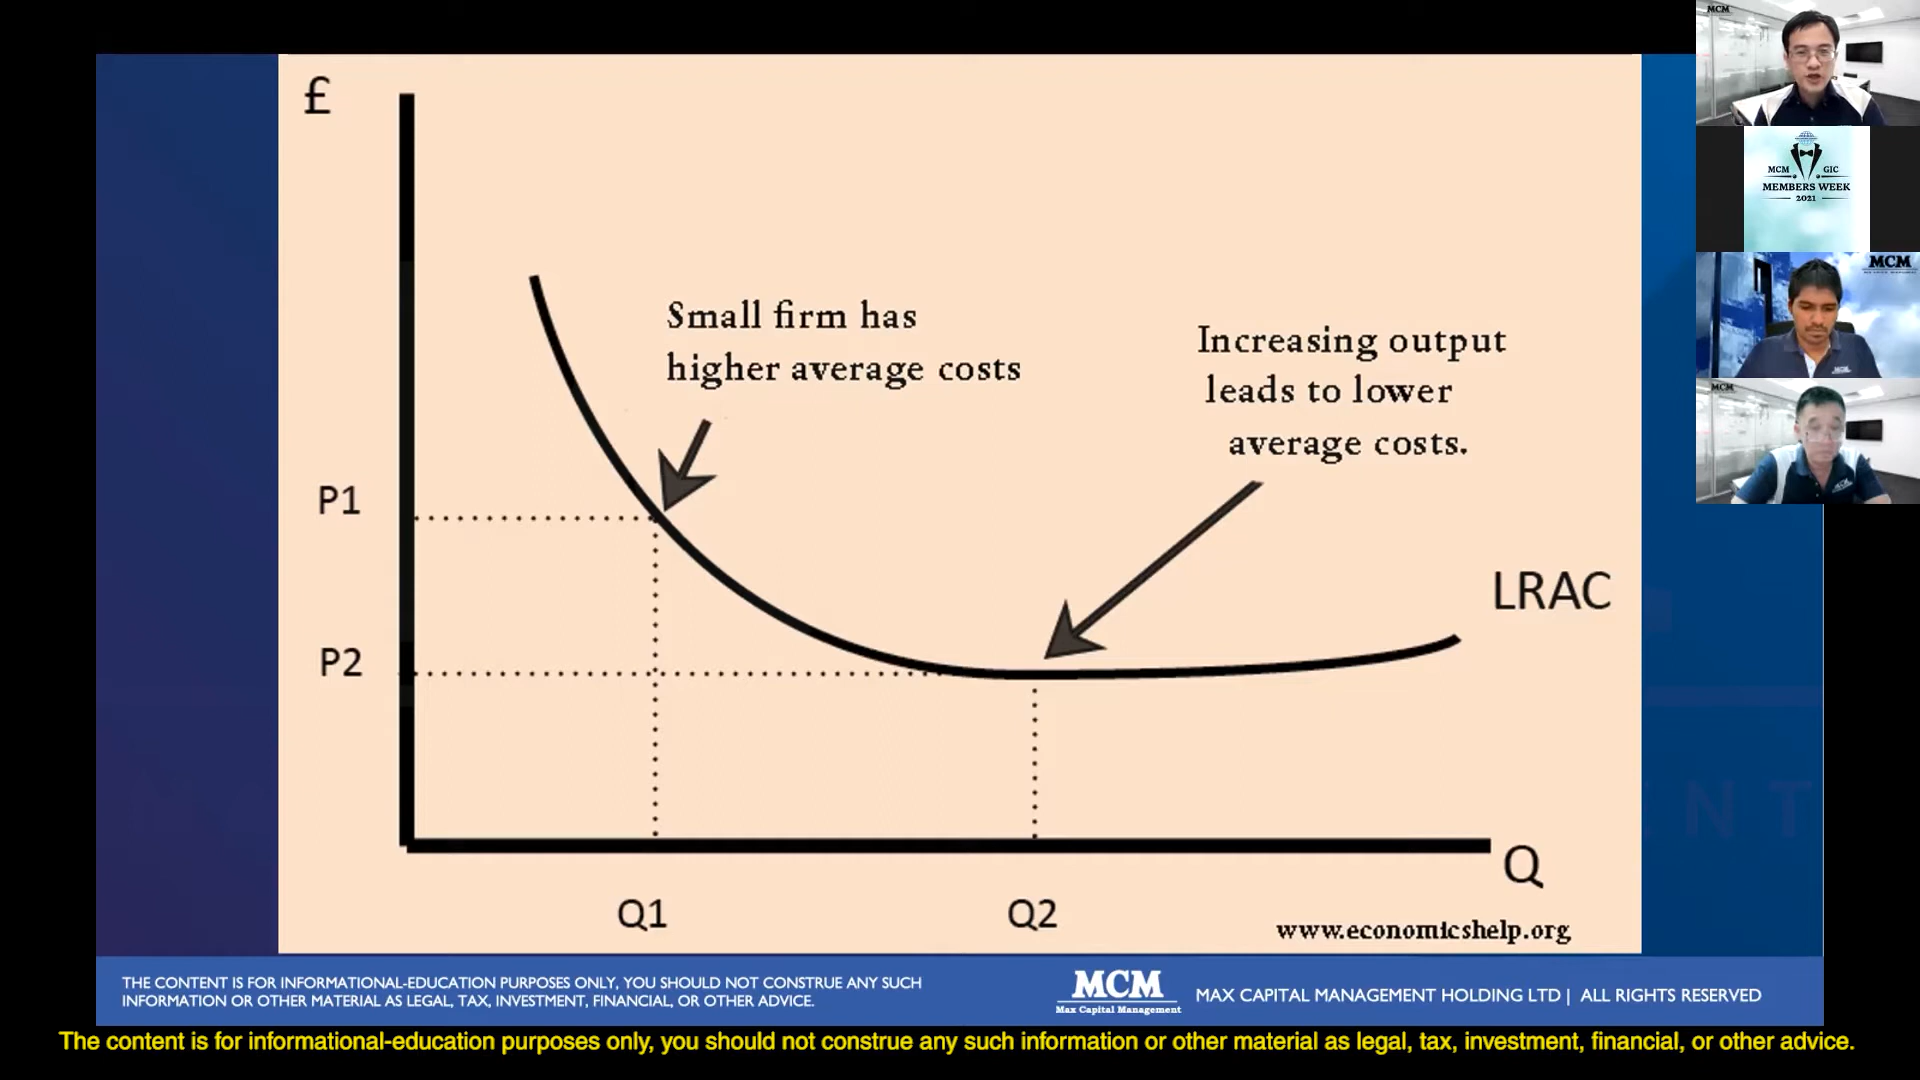 £
Small firm has
higher average costs
Increasing output
leads to lower
average costs.
P1
P2
LRAC
Q
Q1
Q2
www.economicshelp.org
THE CONTENT IS FOR INFORMATIONAL-EDUCATION PURPOSES ONLY, YOU SHOULD NOT CONSTRUE ANY SUCH
INFORMATION OR OTHER MATERIAL AS LEGAL, TAX, INVESTMENT, FINANCIAL, OR OTHER ADVICE.
MCM
Max Capital Management
MAX CAPITAL MANAGEMENT HOLDING LTD | ALL RIGHTS RESERVED
The content is for informational-education purposes only, you should not construe any such information or other material as legal, tax, investment, financial, or other advice.
MCM
MCM GIC
MEMBERS WEEK
2021
MCM
MCM
MCM
MCM
NT